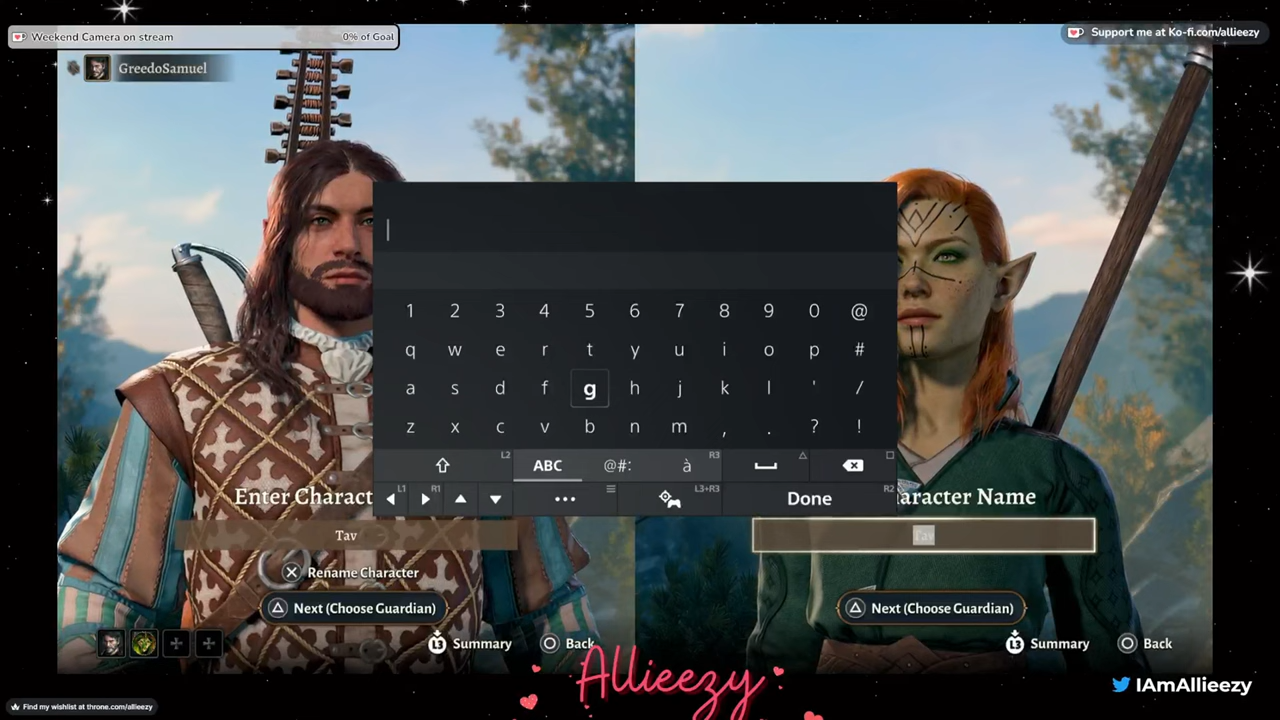 Weekend Camera on stream 0% of Goal
Support me at Ko-fi.com/allieezy
GreedoSamuel
1 2 3 4 5 6 7 8 9 0 @
q w e r t y u i o p #
a s d f g h j k l ' /
z x c v b n m , . ? !
L2 ABC @#: à R3
L1 R1 ••• L3+R3 Done R2
Enter Charact
aracter Name
Tav
Tav
Rename Character
Next (Choose Guardian)
Next (Choose Guardian)
L3 Summary Back
L3 Summary Back
Allieezy
IAmAllieezy
Find my wishlist at throne.com/allieezy